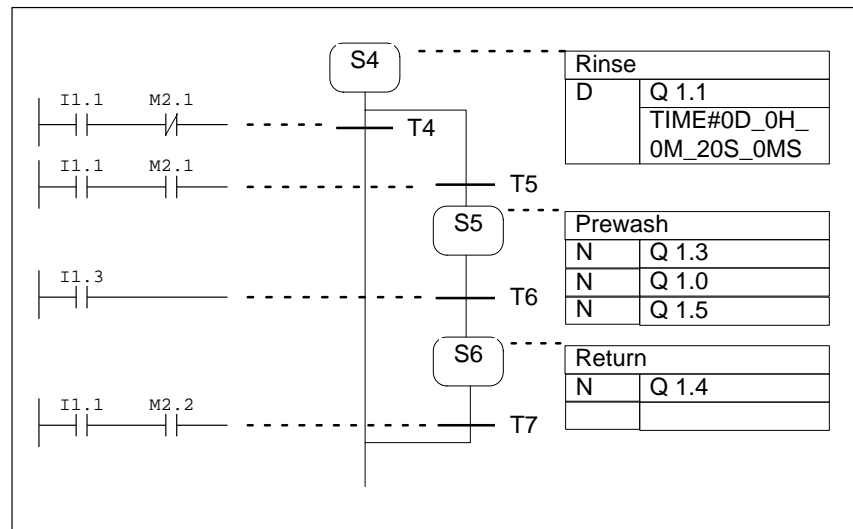 S4
Rinse
D Q 1.1
TIME#0D_0H_
0M_20S_0MS
I1.1 M2.1
T4
I1.1 M2.1
T5
S5
Prewash
N Q 1.3
N Q 1.0
N Q 1.5
I1.3
T6
S6
Return
N Q 1.4
I1.1 M2.2
T7